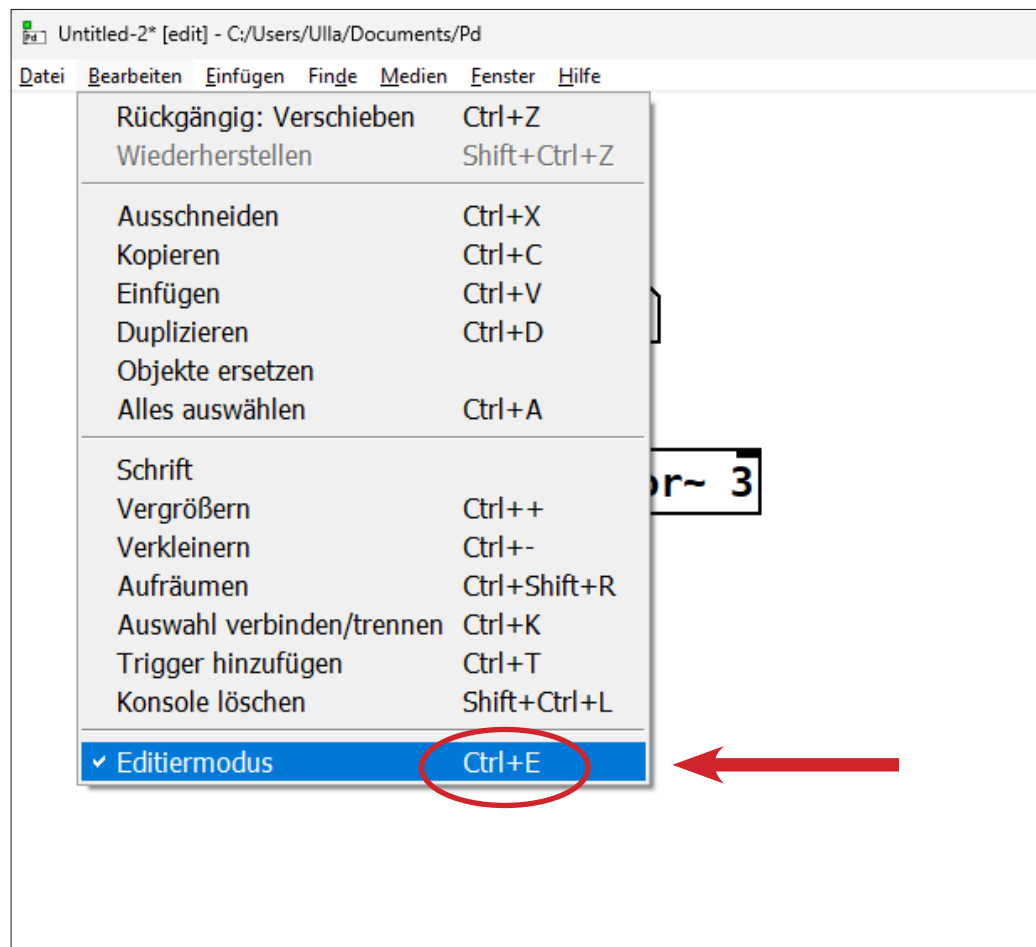 Untitled-2* [edit] - C:/Users/Ulla/Documents/Pd
Datei Bearbeiten Einfügen Finde Medien Fenster Hilfe
Rückgängig: Verschieben Ctrl+Z
Wiederherstellen Shift+Ctrl+Z
Ausschneiden Ctrl+X
Kopieren Ctrl+C
Einfügen Ctrl+V
Duplizieren Ctrl+D
Objekte ersetzen
Alles auswählen Ctrl+A
Schrift
or~ 3
Vergrößern Ctrl++
Verkleinern Ctrl+-
Aufräumen Ctrl+Shift+R
Auswahl verbinden/trennen Ctrl+K
Trigger hinzufügen Ctrl+T
Konsole löschen Shift+Ctrl+L
Editiermodus Ctrl+E